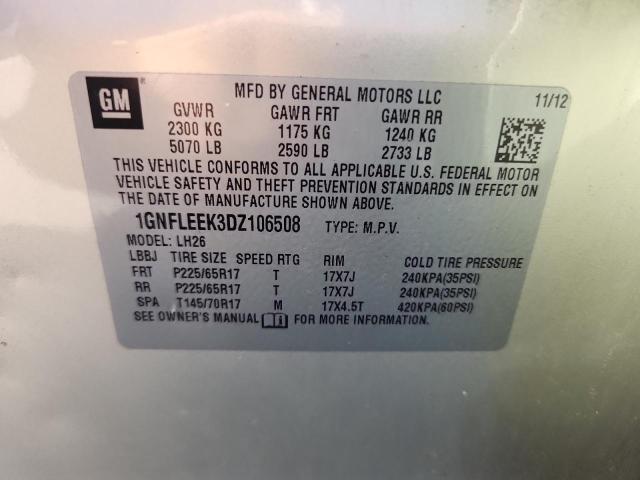 GM ®
MFD BY GENERAL MOTORS LLC 11/12
GVWR GAWR FRT GAWR RR
2300 KG 1175 KG 1240 KG
5070 LB 2590 LB 2733 LB
THIS VEHICLE CONFORMS TO ALL APPLICABLE U.S. FEDERAL MOTOR
VEHICLE SAFETY AND THEFT PREVENTION STANDARDS IN EFFECT ON
THE DATE OF MANUFACTURE SHOWN ABOVE.
1GNFLEEK3DZ106508 TYPE: M.P.V.
MODEL: LH26
LBBJ TIRE SIZE SPEED RTG RIM COLD TIRE PRESSURE
FRT P225/65R17 T 17X7J 240KPA(35PSI)
RR P225/65R17 T 17X7J 240KPA(35PSI)
SPA T145/70R17 M 17X4.5T 420KPA(60PSI)
SEE OWNER'S MANUAL FOR MORE INFORMATION.